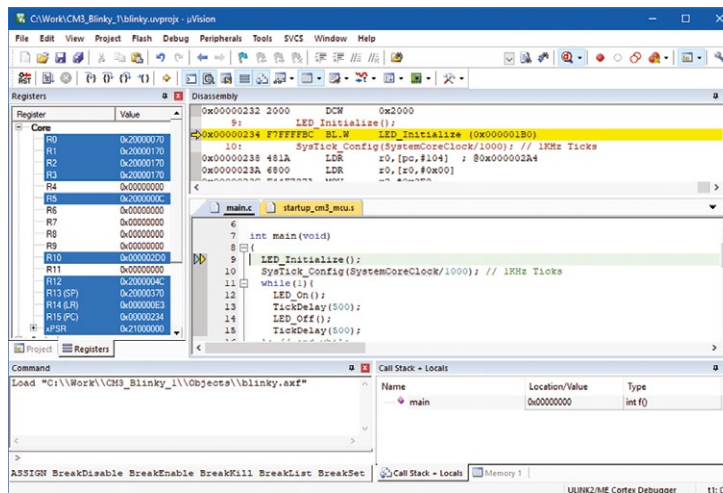 C:\Work\CM3_Blinky_1\blinky.uvprojx - µVision
File Edit View Project Flash Debug Peripherals Tools SVCS Window Help
Registers
Register Value
Core
R0 0x20000070
R1 0x20000170
R2 0x20000170
R3 0x20000170
R4 0x00000000
R5 0x2000000C
R6 0x00000000
R7 0x00000000
R8 0x00000000
R9 0x00000000
R10 0x000002D0
R11 0x00000000
R12 0x2000004C
R13 (SP) 0x20000370
R14 (LR) 0x000000E3
R15 (PC) 0x00000234
xPSR 0x21000000
Project Registers
Disassembly
0x00000232 2000 DCW 0x2000
9: LED_Initialize();
0x00000234 F7FFFFBC BL.W LED_Initialize (0x000001B0)
10: SysTick_Config(SystemCoreClock/1000); // 1KHz Ticks
0x00000238 481A LDR r0,[pc,#104] ; @0x000002A4
0x0000023A 6800 LDR r0,[r0,#0x00]
main.c startup_cm3_mcu.s
6
7 int main(void)
8 {
9 LED_Initialize();
10 SysTick_Config(SystemCoreClock/1000); // 1KHz Ticks
11 while(1){
12 LED_On();
13 TickDelay(500);
14 LED_Off();
15 TickDelay(500);
Command
Load "C:\\Work\\CM3_Blinky_1\\Objects\\blinky.axf"
>
ASSIGN BreakDisable BreakEnable BreakKill BreakList BreakSet
Call Stack + Locals
Name Location/Value Type
main 0x00000000 int f()
Call Stack + Locals Memory 1
ULINK2/ME Cortex Debugger t1: